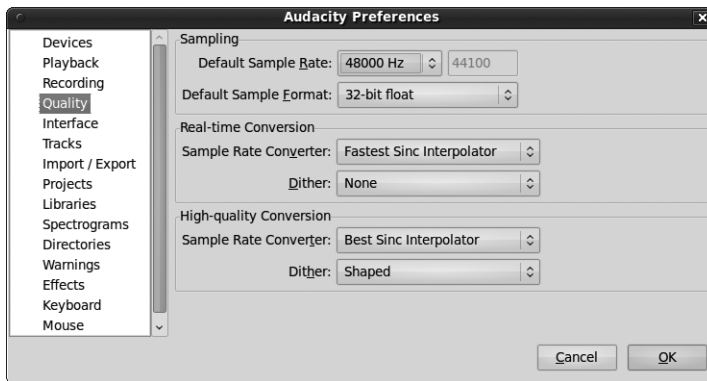 Audacity Preferences
Devices
Playback
Recording
Quality
Interface
Tracks
Import / Export
Projects
Libraries
Spectrograms
Directories
Warnings
Effects
Keyboard
Mouse
Sampling
Default Sample Rate: 48000 Hz 44100
Default Sample Format: 32-bit float
Real-time Conversion
Sample Rate Converter: Fastest Sinc Interpolator
Dither: None
High-quality Conversion
Sample Rate Converter: Best Sinc Interpolator
Dither: Shaped
Cancel OK